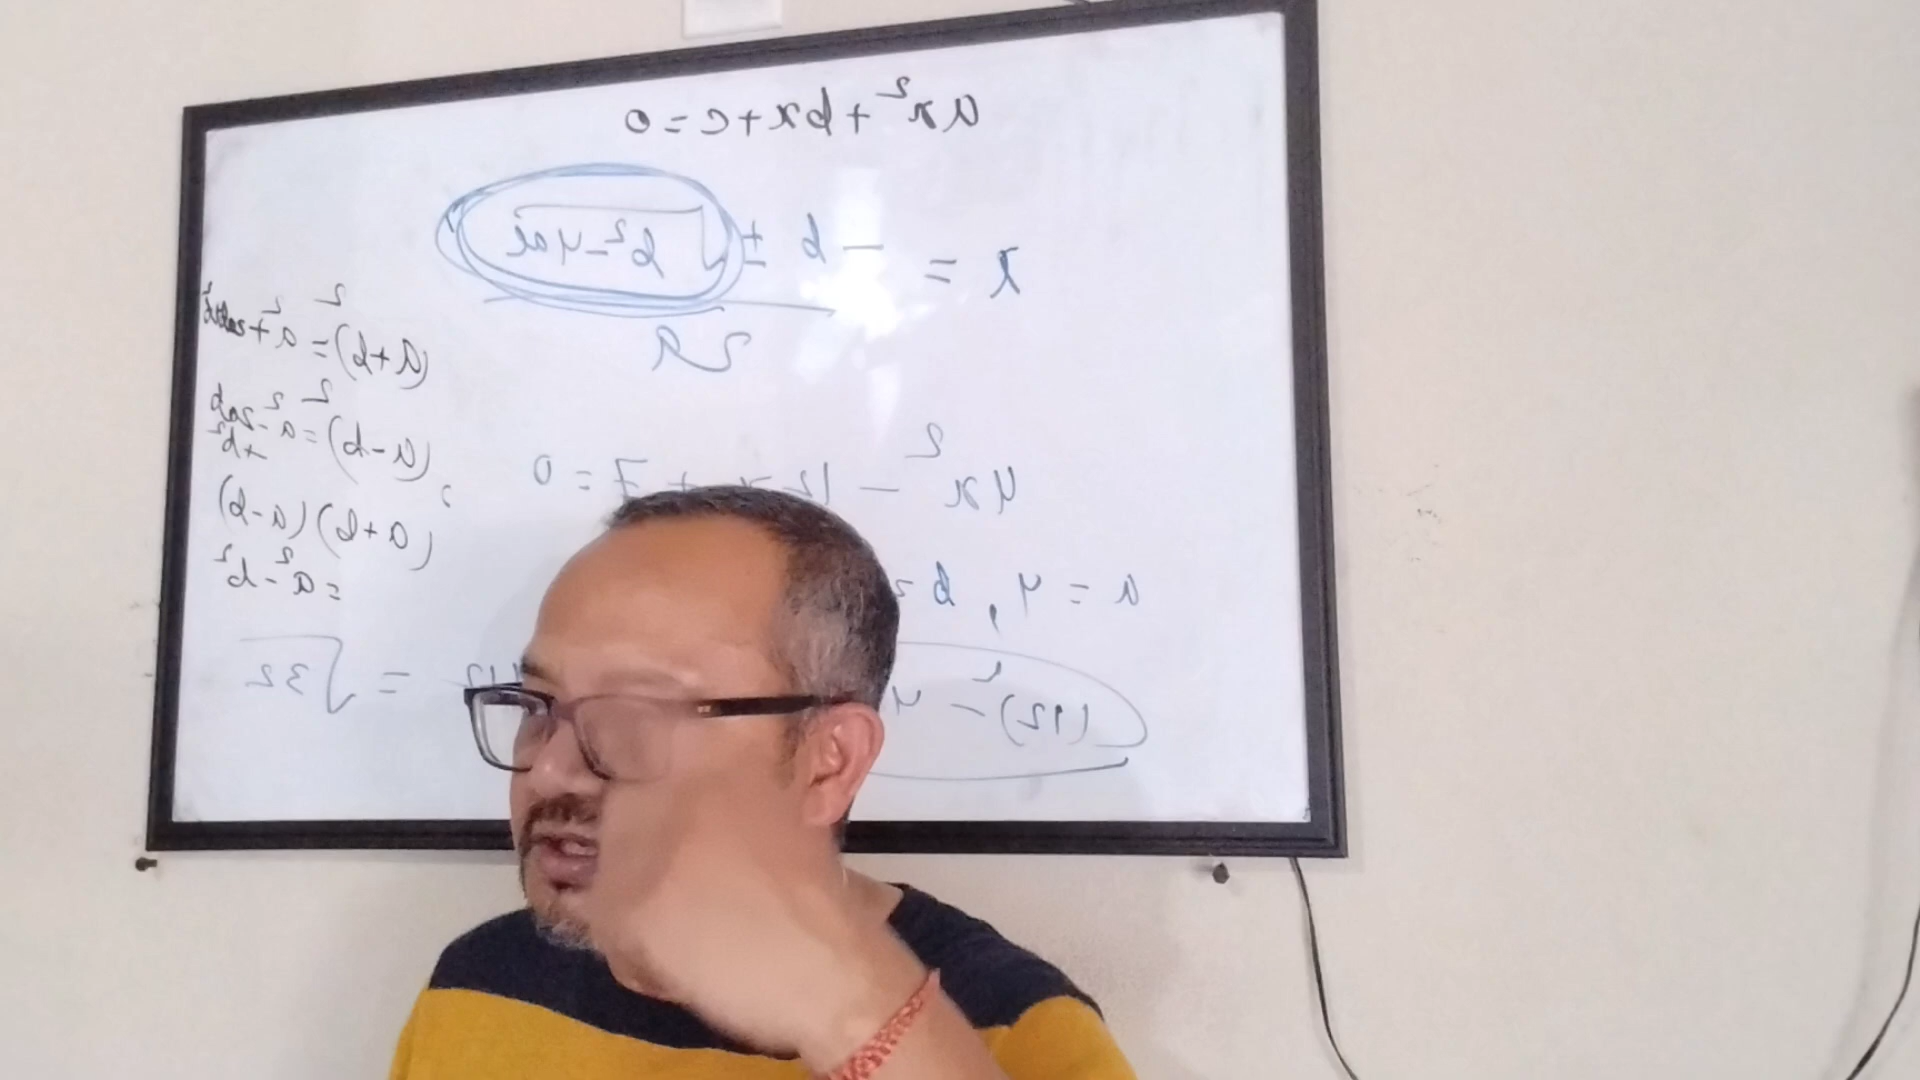 ax² + bx + c = 0
x = − b ± √b² − 4ac
2a
(a+b)² = a² + 2ab + b²
(a−b)² = a² − 2ab
+b²
(a+b)(a−b)
= a² − b²
4x² − 12x + 7 = 0
a = 4, b =
(12)² − 4 = √32